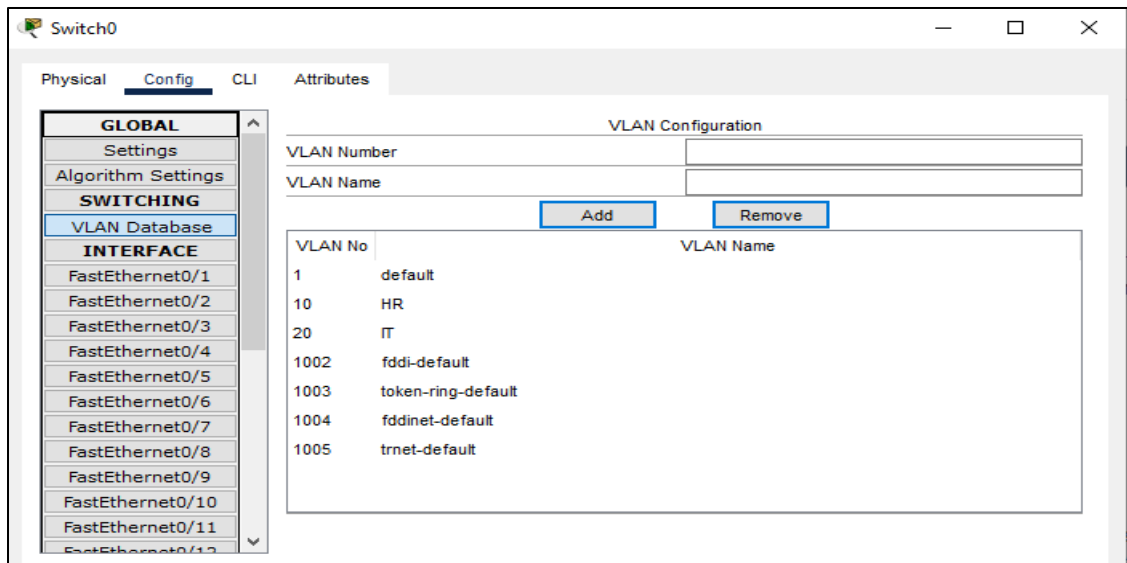 Switch0
Physical Config CLI Attributes
GLOBAL
Settings
Algorithm Settings
SWITCHING
VLAN Database
INTERFACE
FastEthernet0/1
FastEthernet0/2
FastEthernet0/3
FastEthernet0/4
FastEthernet0/5
FastEthernet0/6
FastEthernet0/7
FastEthernet0/8
FastEthernet0/9
FastEthernet0/10
FastEthernet0/11
FastEthernet0/12
VLAN Configuration
VLAN Number
VLAN Name
Add Remove
VLAN No VLAN Name
1 default
10 HR
20 IT
1002 fddi-default
1003 token-ring-default
1004 fddinet-default
1005 trnet-default